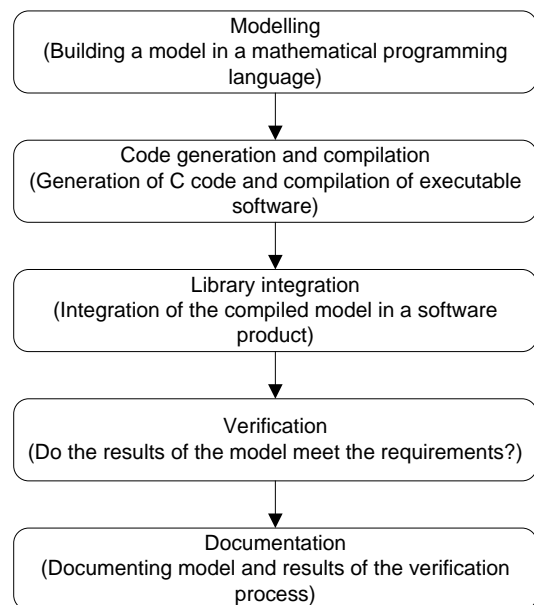 Modelling
(Building a model in a mathematical programming
language)
Code generation and compilation
(Generation of C code and compilation of executable
software)
Library integration
(Integration of the compiled model in a software
product)
Verification
(Do the results of the model meet the requirements?)
Documentation
(Documenting model and results of the verification
process)